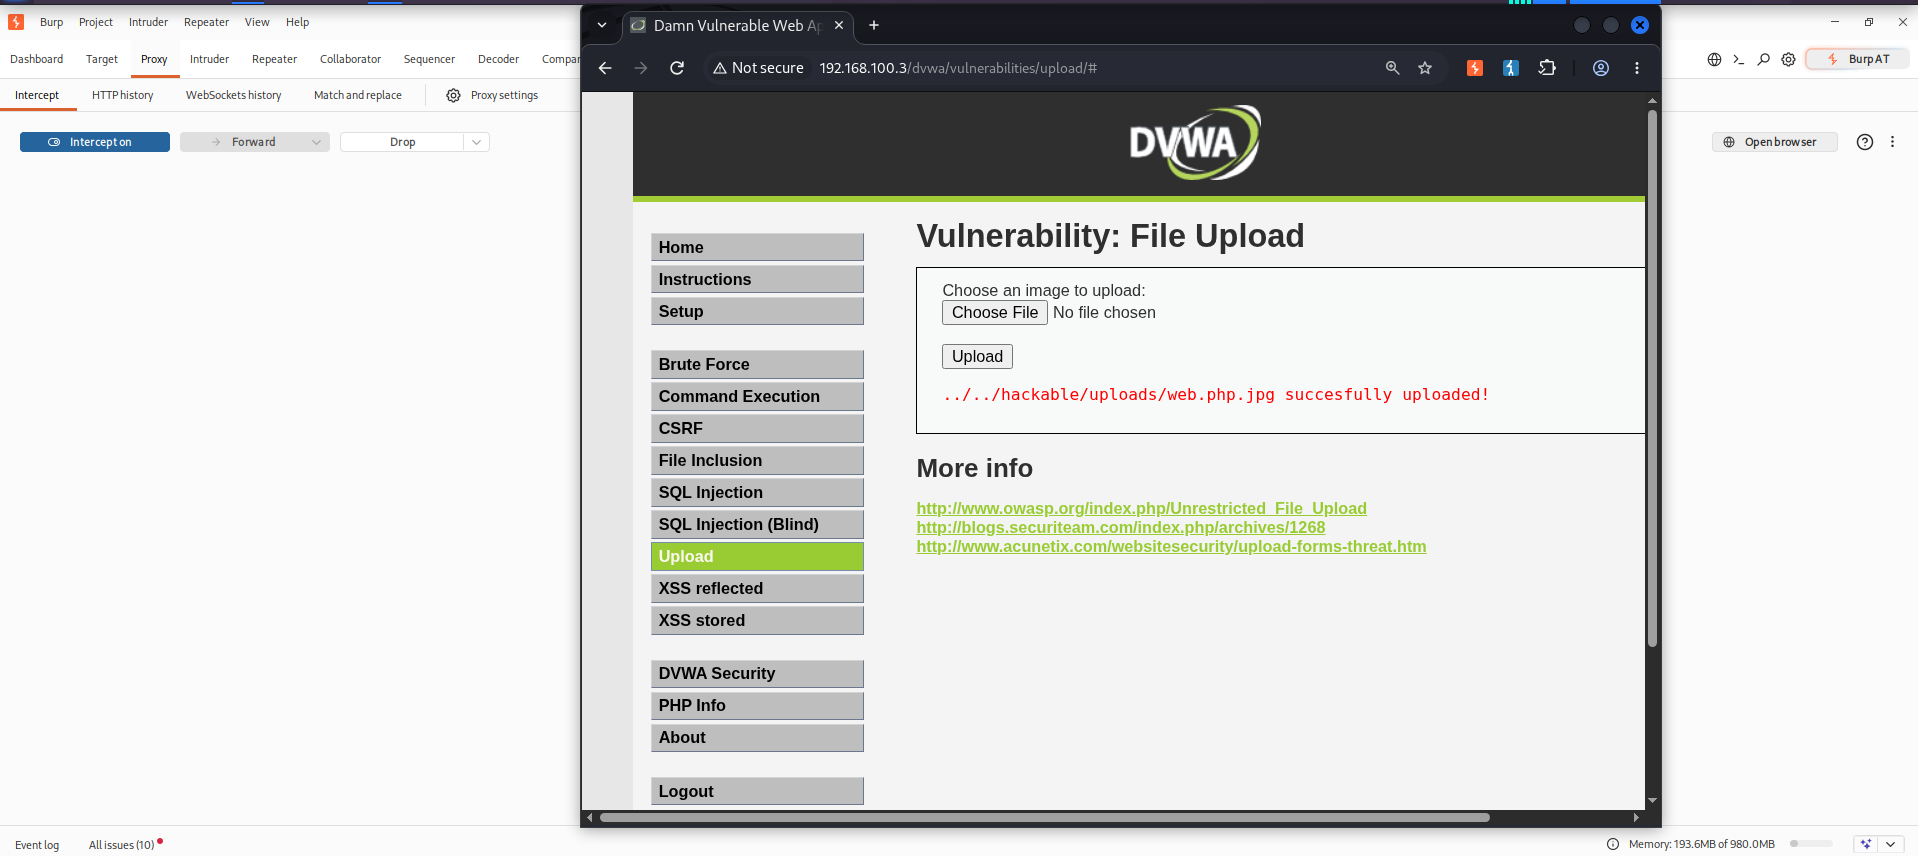 Burp Project Intruder Repeater View Help
Dashboard Target Proxy Intruder Repeater Collaborator Sequencer Decoder Compar
Burp AT
Intercept HTTP history WebSockets history Match and replace Proxy settings
Intercept on Forward Drop
Open browser
Damn Vulnerable Web Ap
Not secure 192.168.100.3/dvwa/vulnerabilities/upload/#
DVWA
Home
Instructions
Setup
Brute Force
Command Execution
CSRF
File Inclusion
SQL Injection
SQL Injection (Blind)
Upload
XSS reflected
XSS stored
DVWA Security
PHP Info
About
Logout
Vulnerability: File Upload
Choose an image to upload:
Choose File No file chosen
Upload
../../hackable/uploads/web.php.jpg succesfully uploaded!
More info
http://www.owasp.org/index.php/Unrestricted_File_Upload
http://blogs.securiteam.com/index.php/archives/1268
http://www.acunetix.com/websitesecurity/upload-forms-threat.htm
Event log All issues (10)
Memory: 193.6MB of 980.0MB